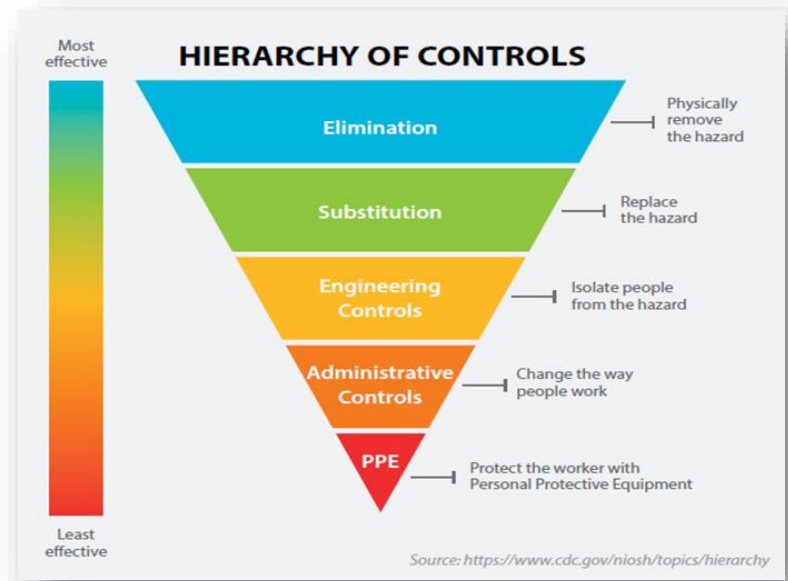 Most
effective
HIERARCHY OF CONTROLS
Elimination
Physically
remove
the hazard
Substitution
Replace
the hazard
Engineering
Controls
Isolate people
from the hazard
Administrative
Controls
Change the way
people work
PPE
Protect the worker with
Personal Protective Equipment
Least
effective
Source: https://www.cdc.gov/niosh/topics/hierarchy